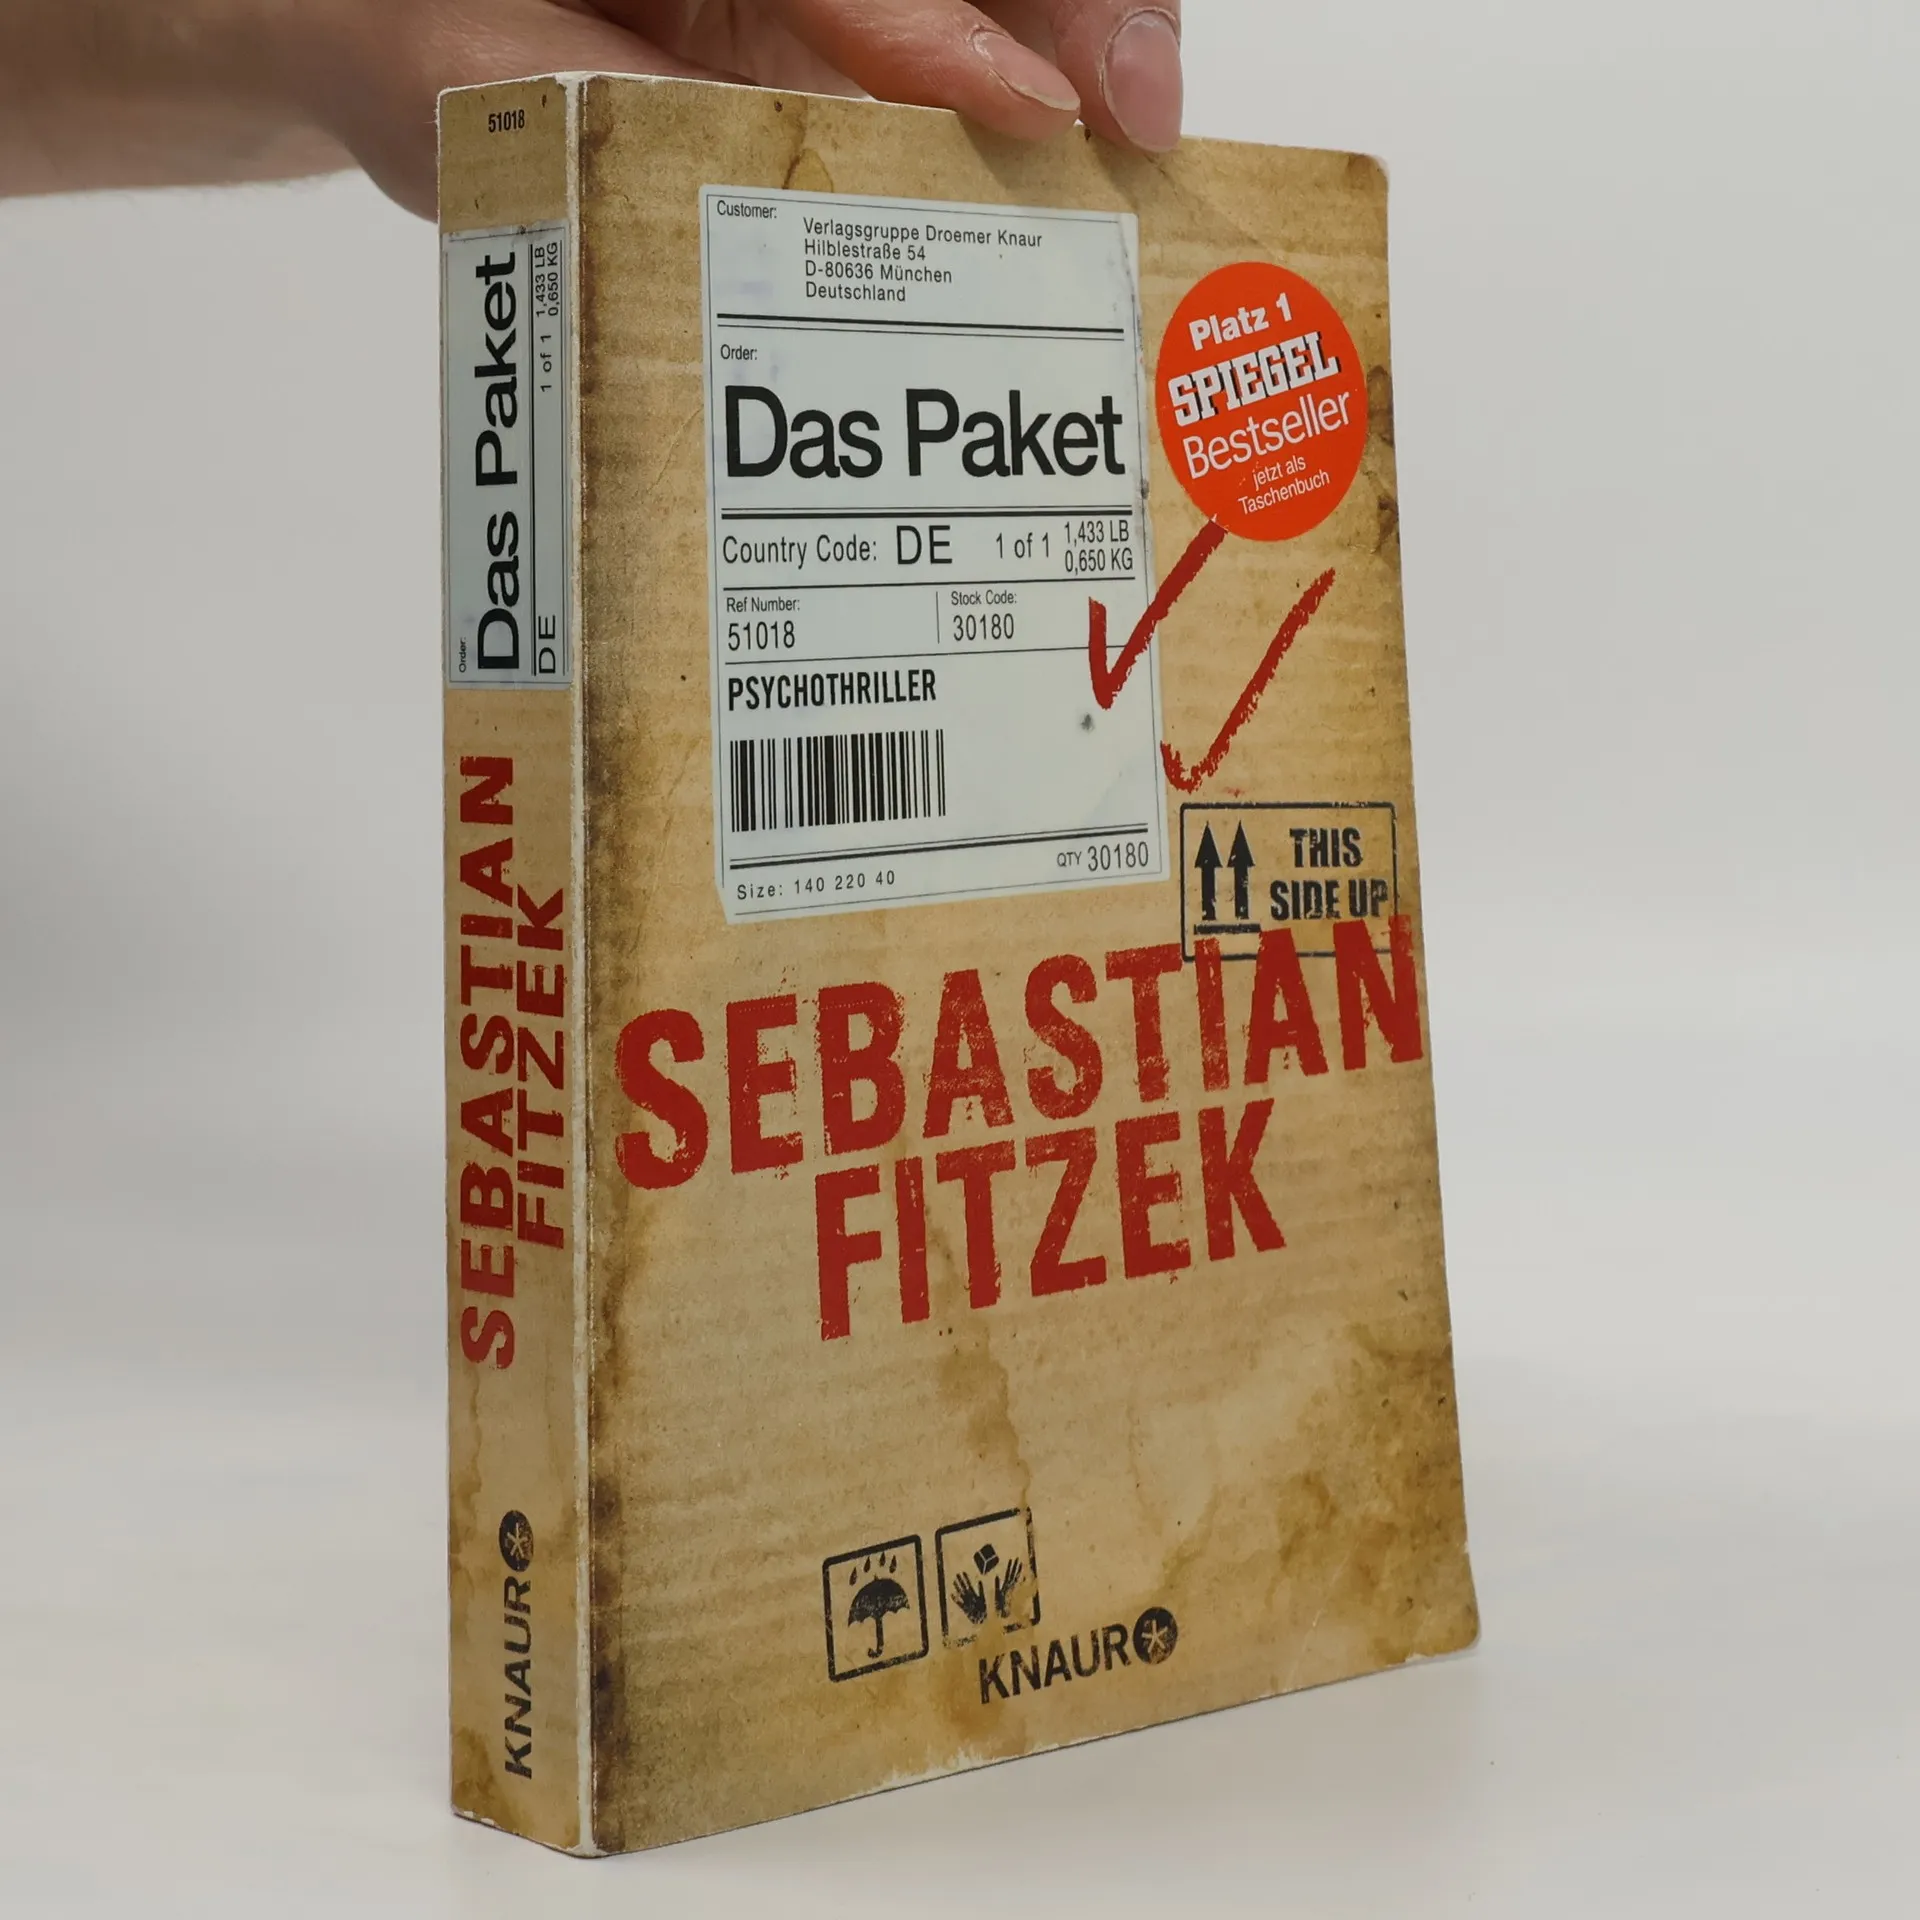 51018
Order:
Das Paket
DE
1 of 1
1,433 LB
0,650 KG
SEBASTIAN
FITZEK
KNAUR
Customer:
Verlagsgruppe Droemer Knaur
Hilblestraße 54
D-80636 München
Deutschland
Order:
Das Paket
Country Code: DE 1 of 1 1,433 LB
0,650 KG
Ref Number:
51018
Stock Code:
30180
PSYCHOTHRILLER
QTY 30180
Size: 140 220 40
Platz 1
SPIEGEL
Bestseller
jetzt als
Taschenbuch
THIS
SIDE UP
SEBASTIAN
FITZEK
KNAUR